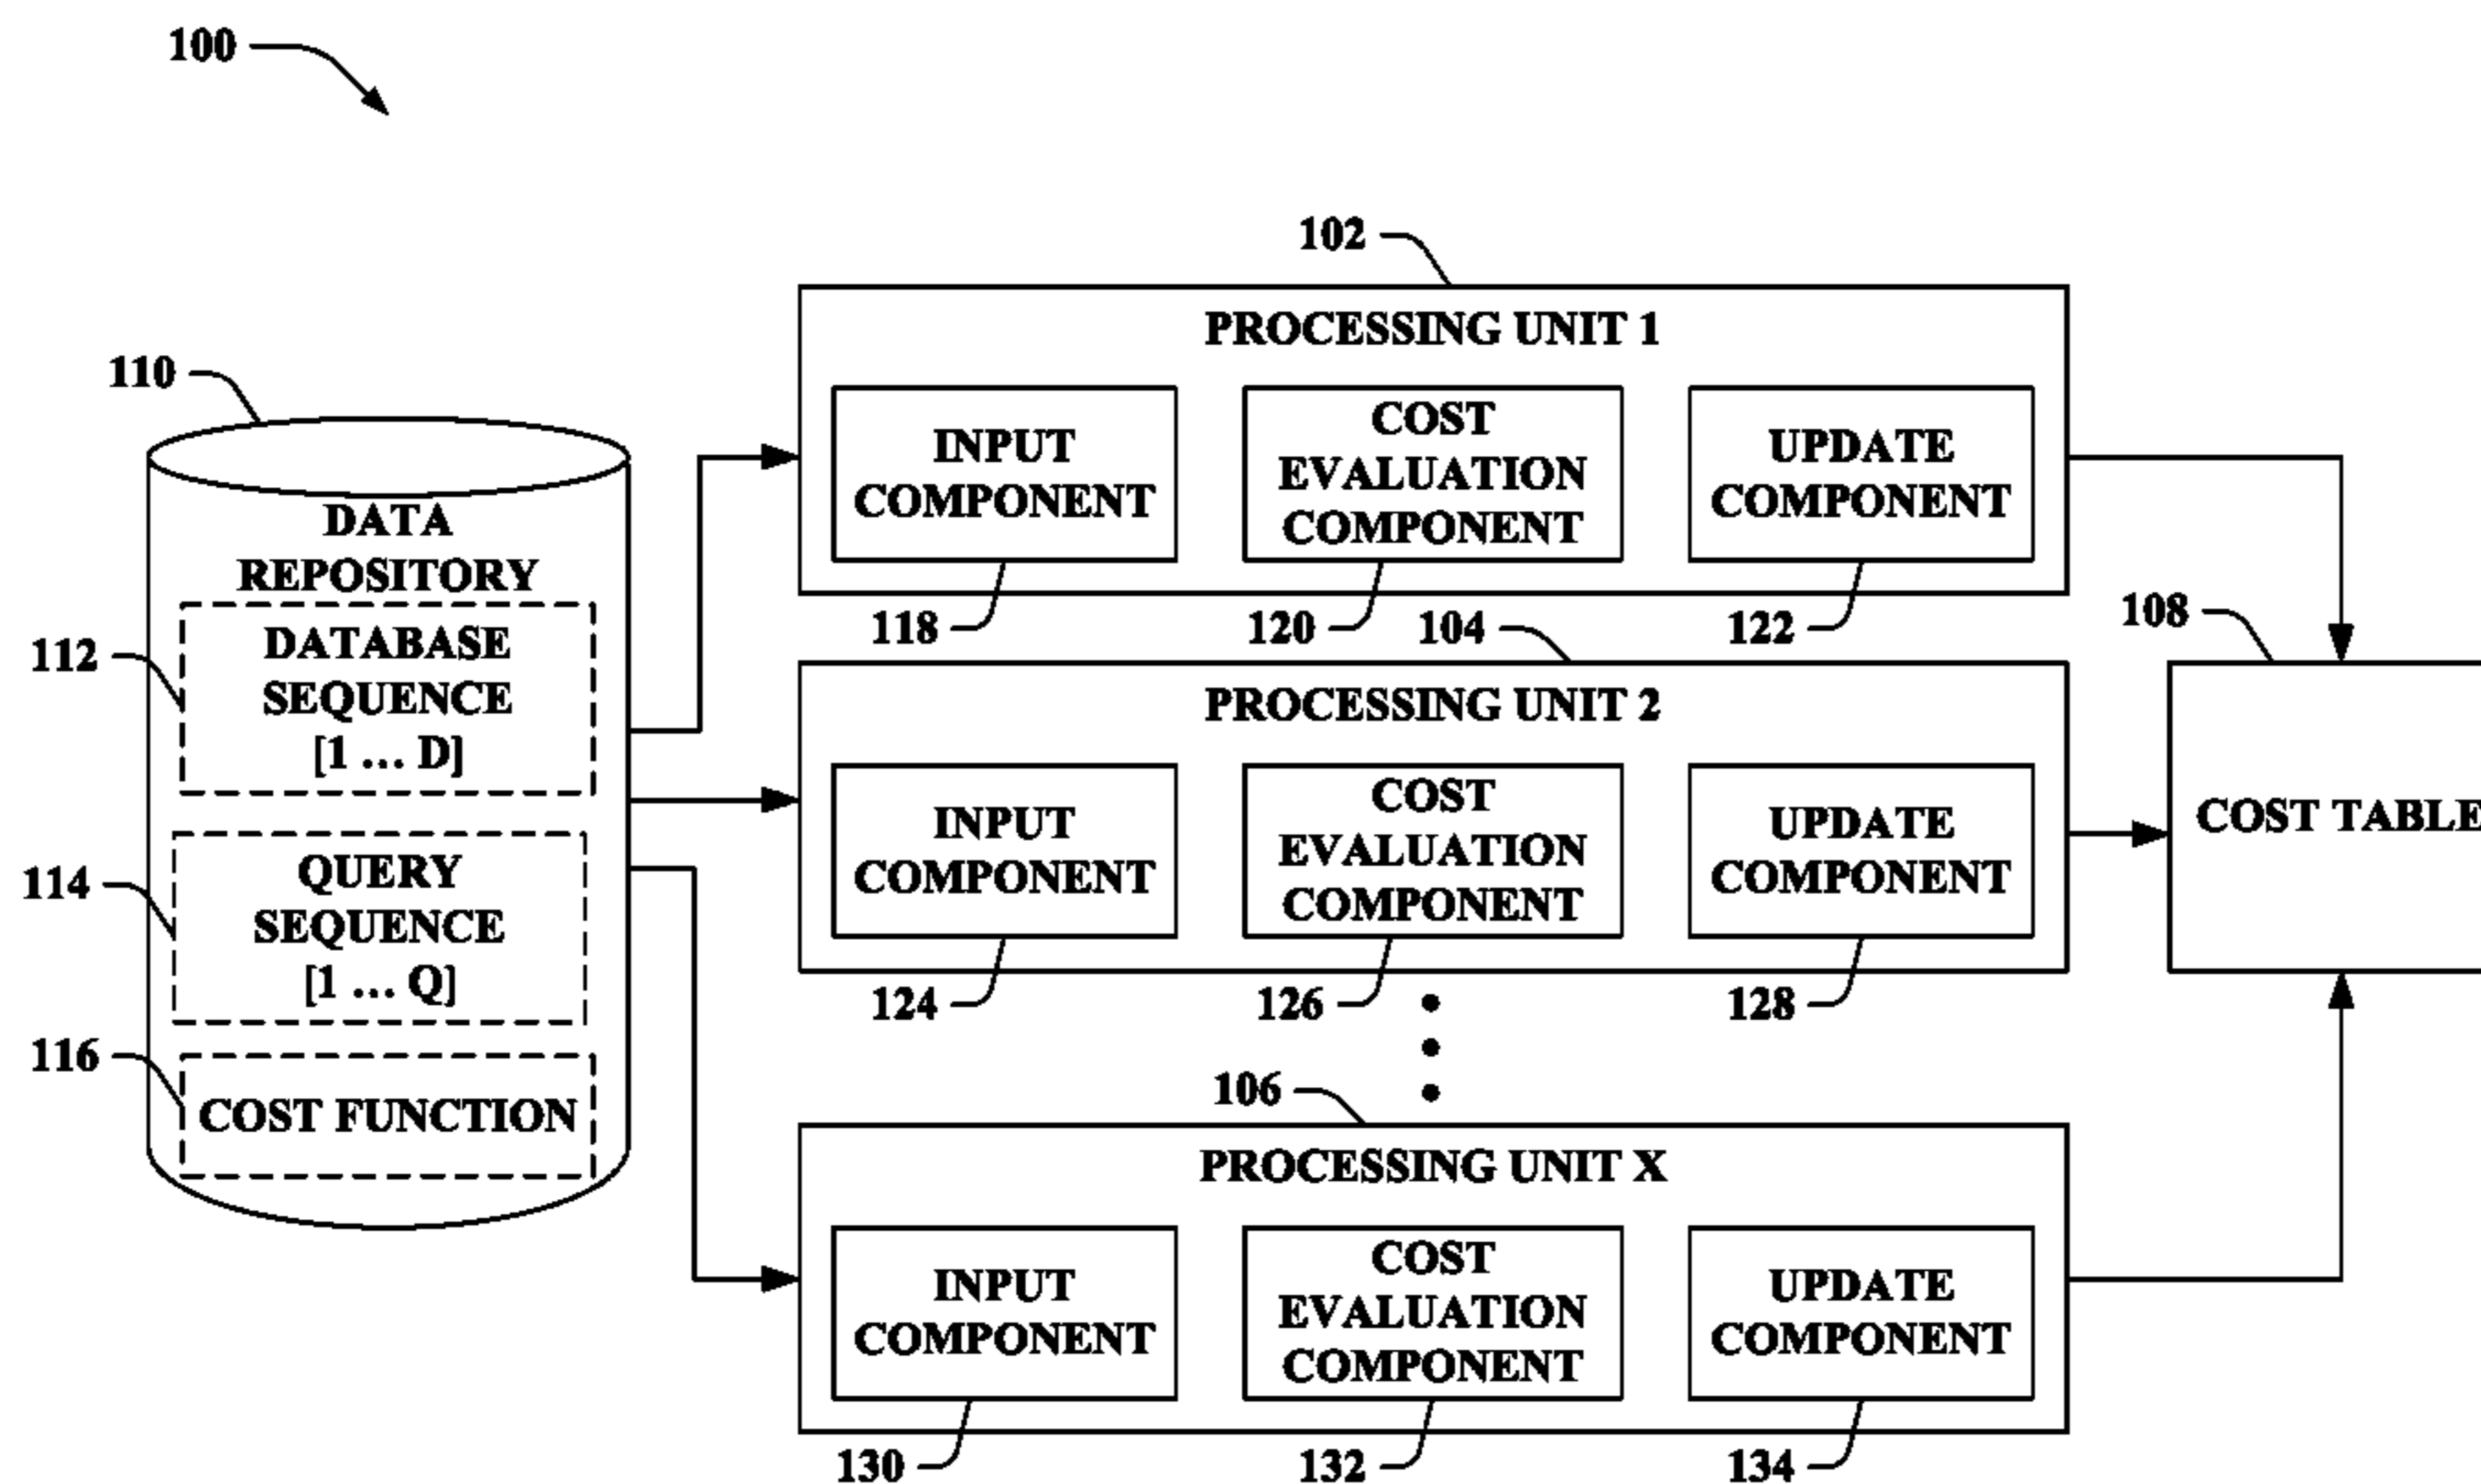 100
102
PROCESSING UNIT 1
110
INPUT
COMPONENT
COST
EVALUATION
COMPONENT
UPDATE
COMPONENT
DATA
REPOSITORY
118
120
122
104
108
112
DATABASE
SEQUENCE
[1 ... D]
PROCESSING UNIT 2
INPUT
COMPONENT
COST
EVALUATION
COMPONENT
UPDATE
COMPONENT
COST TABLE
114
QUERY
SEQUENCE
[1 ... Q]
124
126
128
116
COST FUNCTION
106
PROCESSING UNIT X
INPUT
COMPONENT
COST
EVALUATION
COMPONENT
UPDATE
COMPONENT
130
132
134